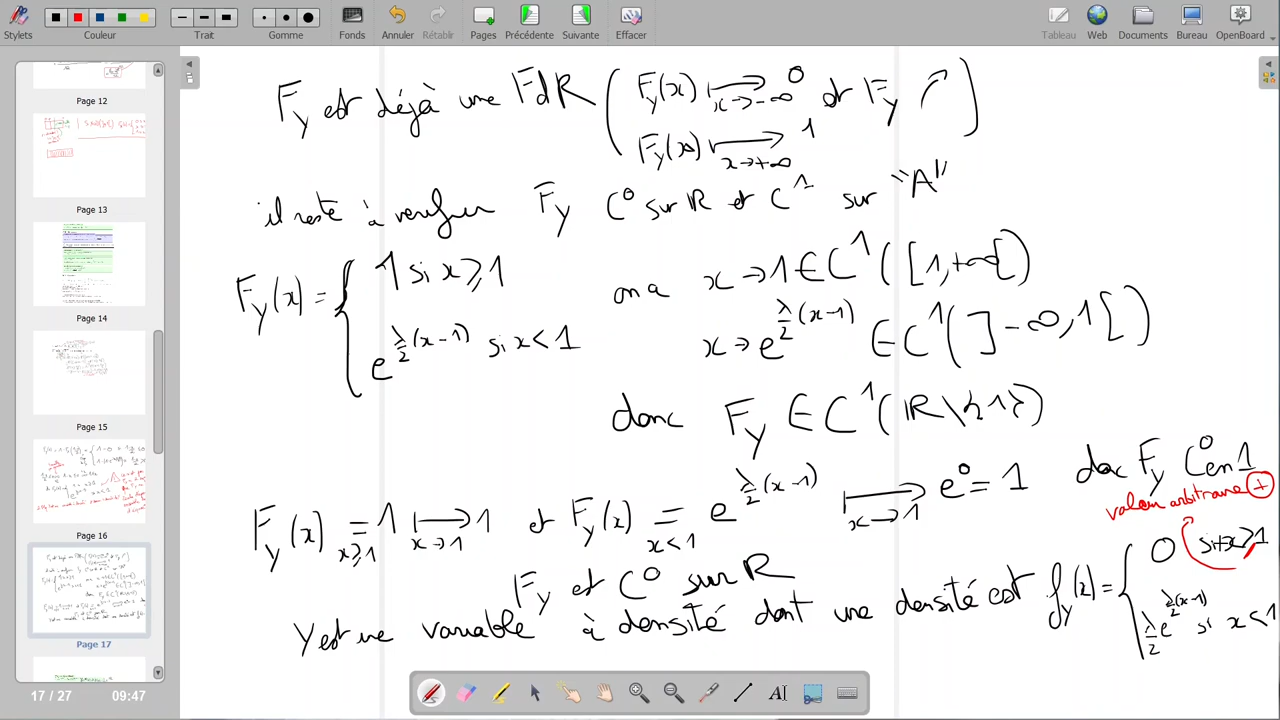 Stylets Couleur Trait Gomme Fonds Annuler Rétablir Pages Précédente Suivante Effacer Tableau Web Documents Bureau OpenBoard
Page 12
Page 13
Page 14
Page 15
Page 16
Page 17
17 / 27 09:47
F_Y est déjà une FdR ( F_Y(x) ⟼ 0 x→-∞ et F_Y ↗ )
F_Y(x) ⟼ 1 x→+∞
il reste à vérifier F_Y C⁰ sur ℝ et C¹ sur "A"
F_Y(x) = { 1 si x ≥ 1
on a x → 1 ∈ C¹([1,+∞[)
e^{λ/2 (x-1)} si x < 1
x → e^{λ/2 (x-1)} ∈ C¹(]-∞,1[)
donc F_Y ∈ C¹(ℝ\{1})
F_Y(x) = 1 ⟼ 1 x≥1 x→1 et F_Y(x) = e^{λ/2 (x-1)} x<1 ⟼ e⁰ = 1 x→1 donc F_Y C⁰ en 1
F_Y et C⁰ sur ℝ
valeur arbitraire +
Y est une variable à densité dont une densité est f_Y(x) = { 0 si x ≥ 1
λ/2 e^{λ/2 (x-1)} si x < 1